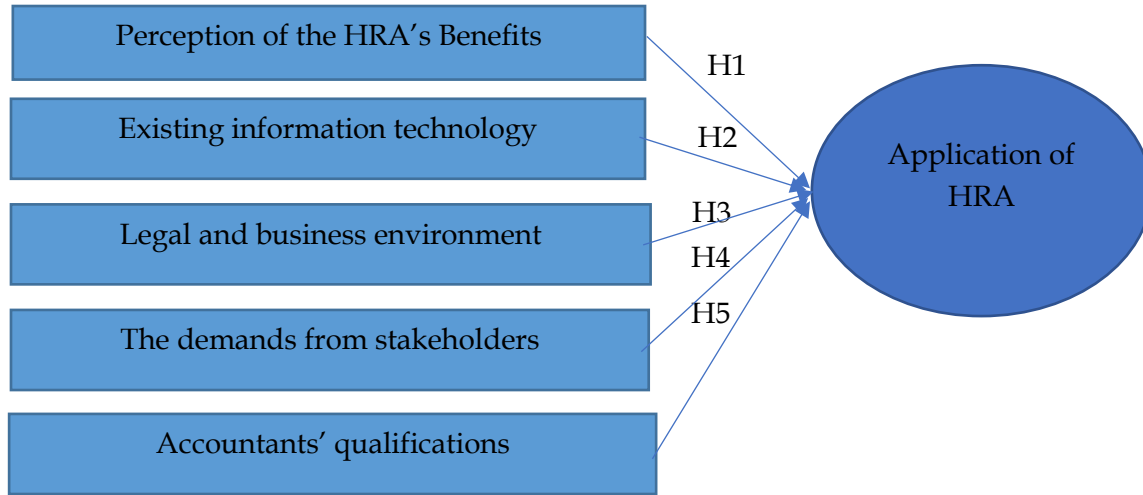 Perception of the HRA’s Benefits
H1
Existing information technology
H2
Application of
HRA
Legal and business environment
H3
H4
The demands from stakeholders
H5
Accountants’ qualifications